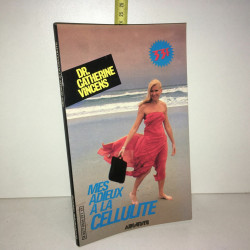 DR.
CATHERINE
VINCENS
MES
ADIEUX
À LA
CELLULITE